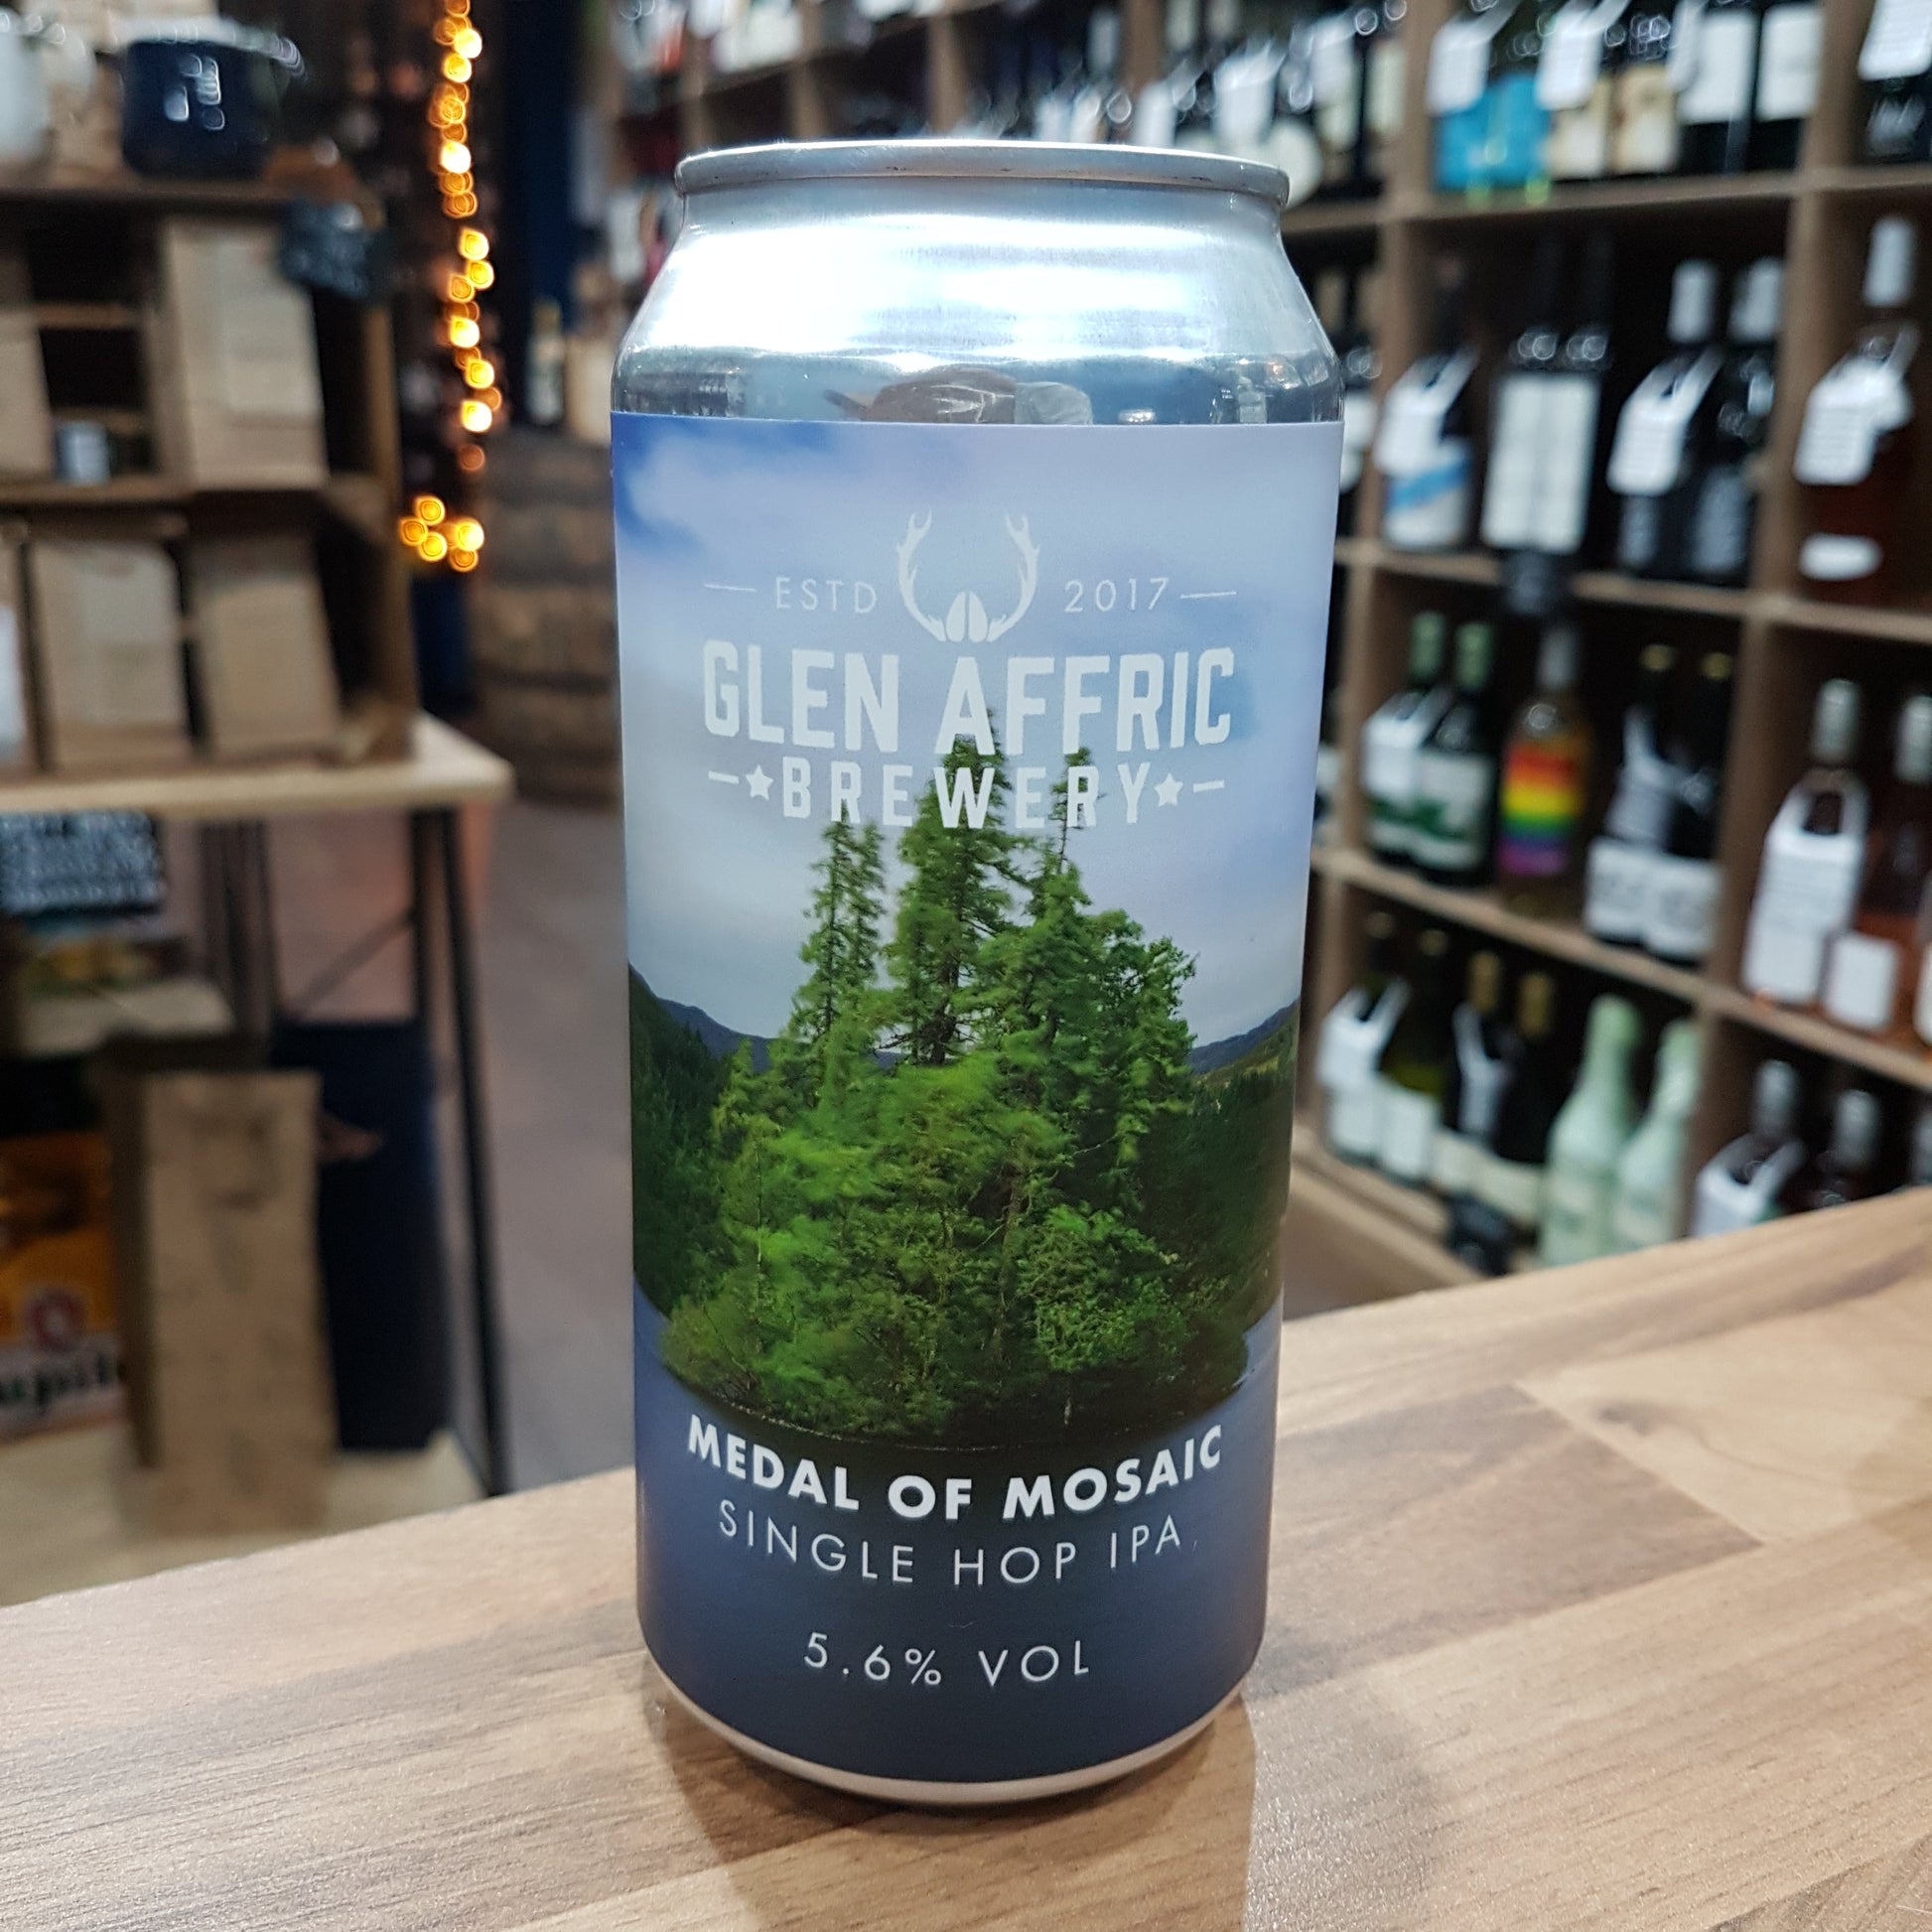 ESTD 2017
GLEN AFFRIC
BREWERY
MEDAL OF MOSAIC
SINGLE HOP IPA
5.6% VOL